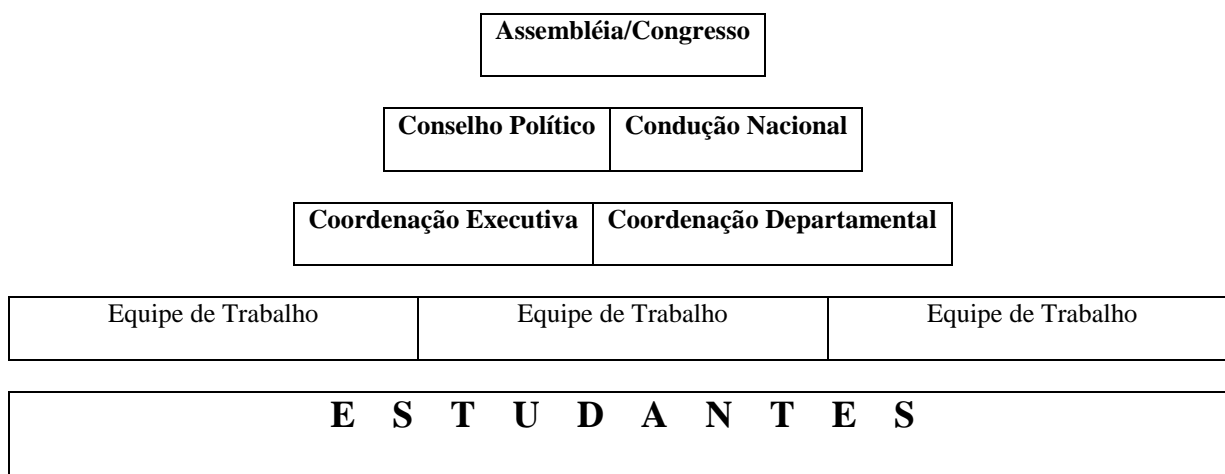 Assembléia/Congresso
Conselho Político Condução Nacional
Coordenação Executiva Coordenação Departamental
Equipe de Trabalho Equipe de Trabalho Equipe de Trabalho
E S T U D A N T E S